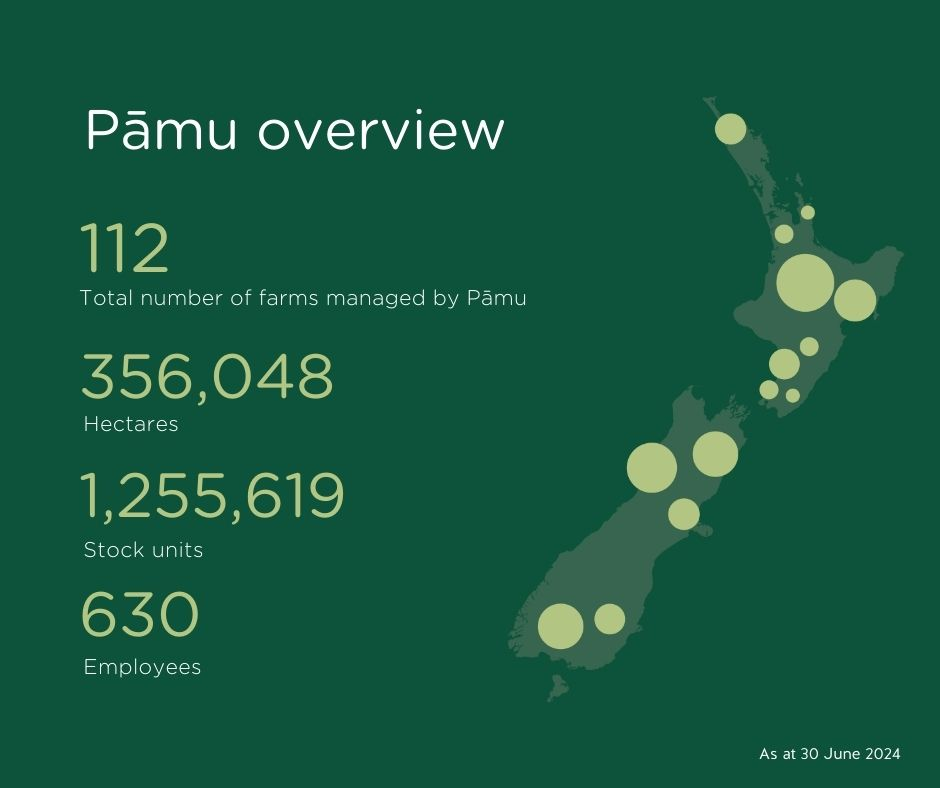 Pāmu overview
112
Total number of farms managed by Pāmu
356,048
Hectares
1,255,619
Stock units
630
Employees
As at 30 June 2024